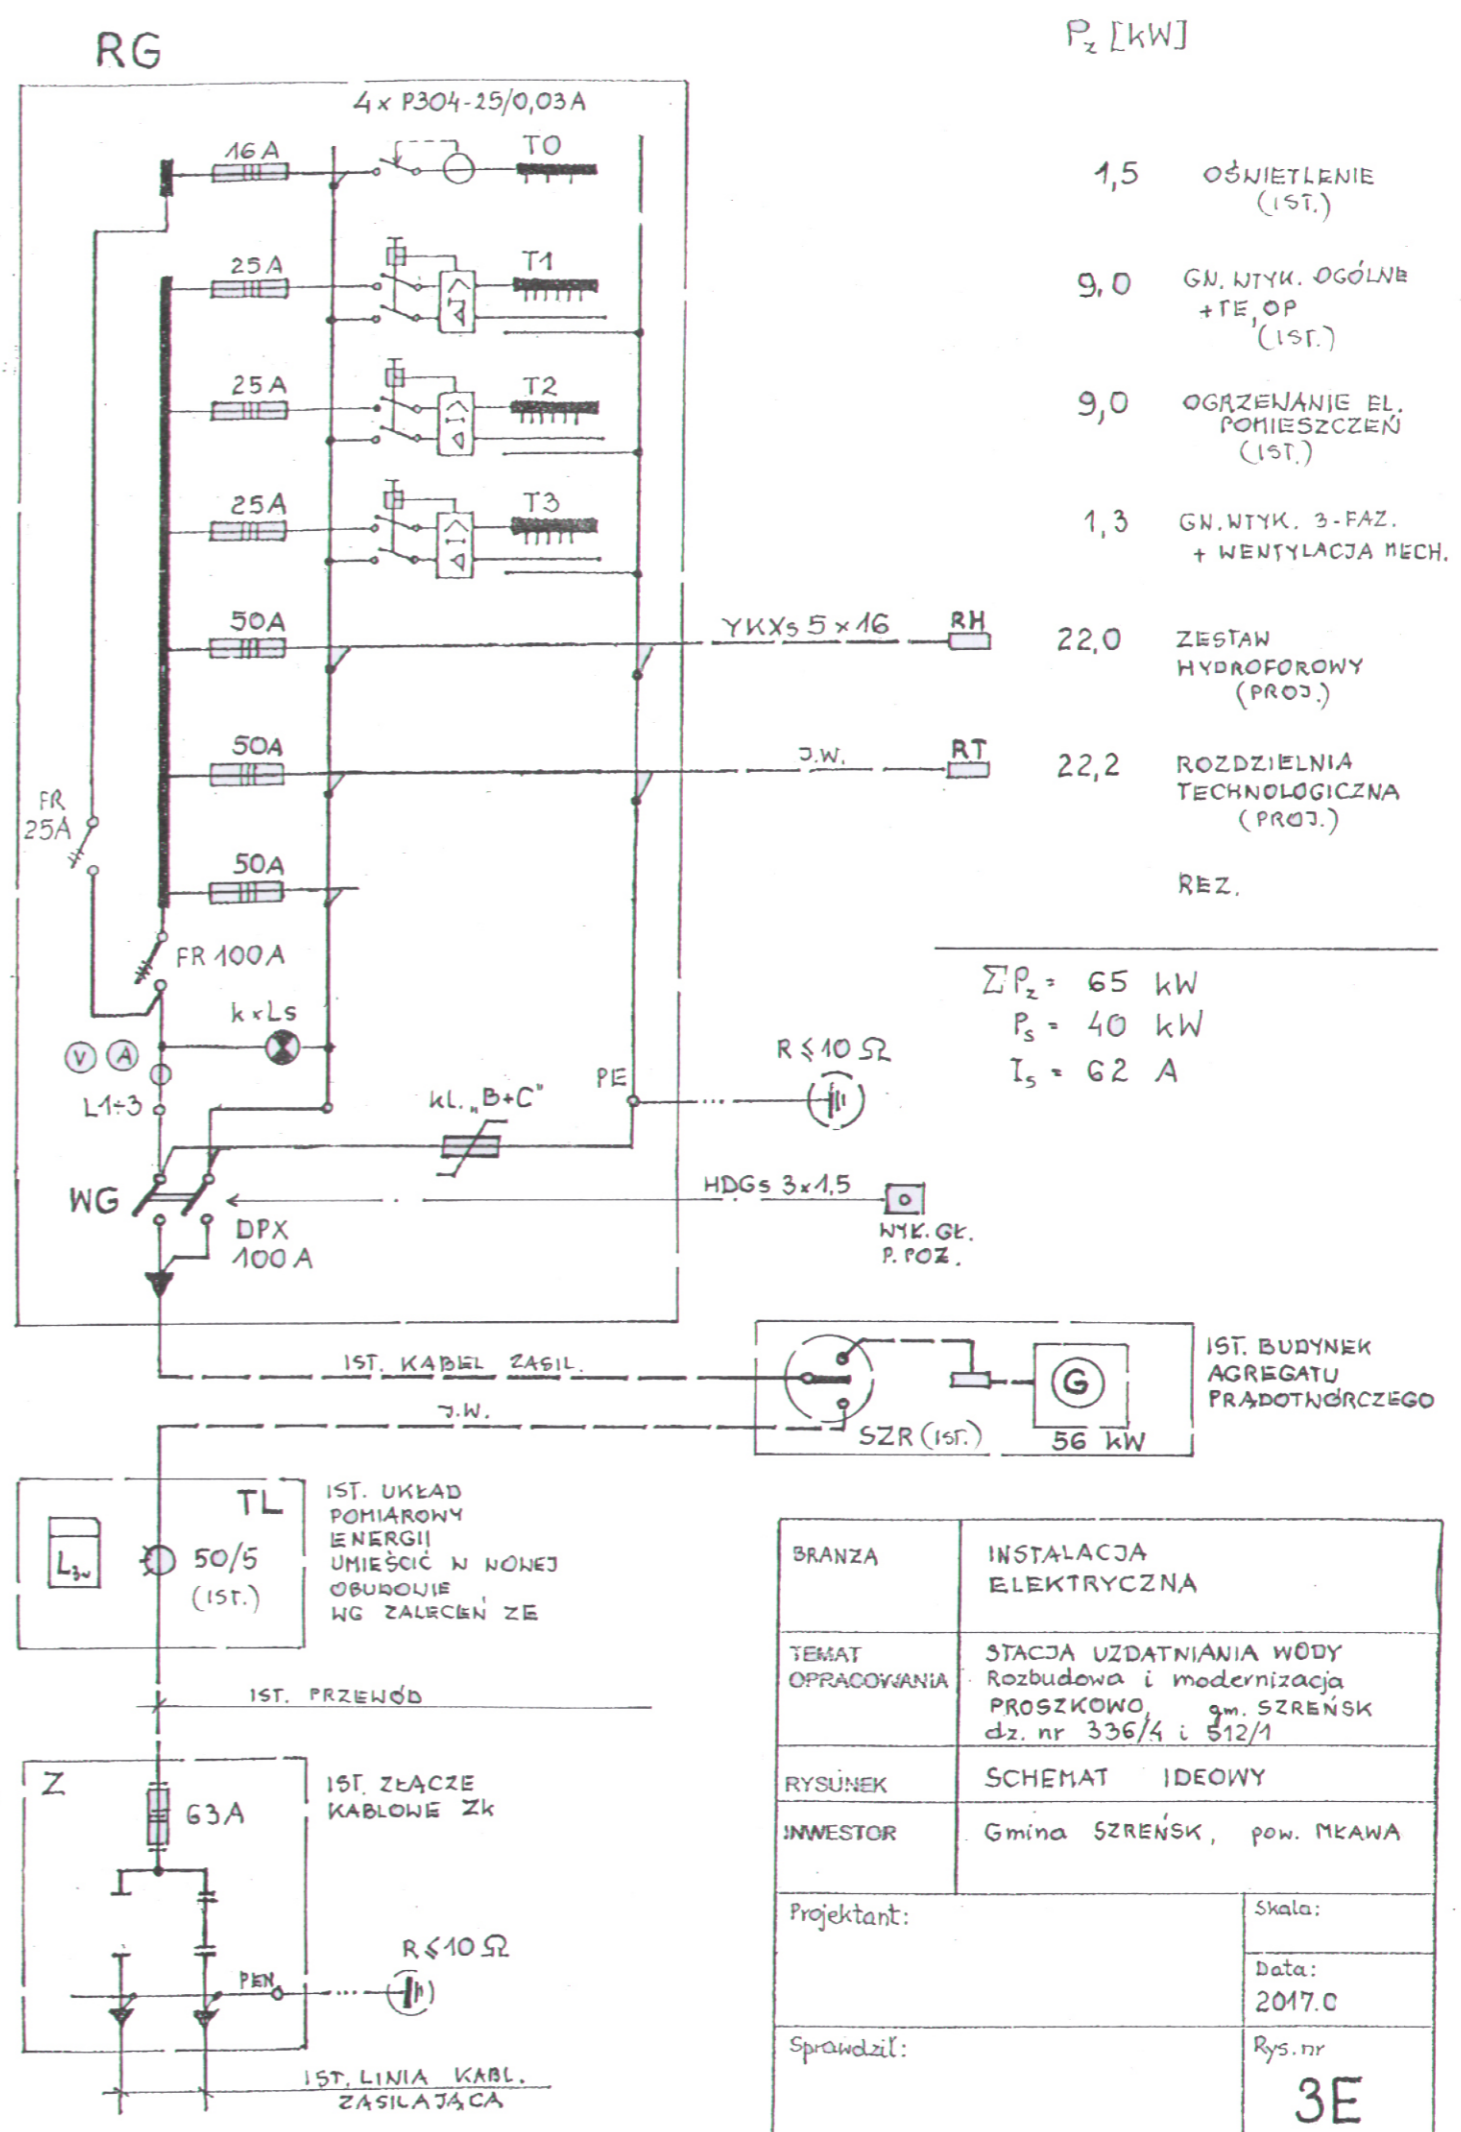 RG
P_z [kW]
4 x P304-25/0,03A
16A
T0
1,5 OŚWIETLENIE
(IST.)
25A
T1
9,0 GN. WTYK. OGÓLNE
+TE, OP
(IST.)
25A
T2
9,0 OGRZEWANIE EL.
POMIESZCZEŃ
(IST.)
25A
T3
1,3 GN. WTYK. 3-FAZ.
+ WENTYLACJA MECH.
50A
YKXs 5 x 16
RH
22,0 ZESTAW
HYDROFOROWY
(PROJ.)
50A
J.W.
RT
22,2 ROZDZIELNIA
TECHNOLOGICZNA
(PROJ.)
FR
25A
50A
REZ.
FR 100A
ΣP_z = 65 kW
P_s = 40 kW
I_s = 62 A
k x Ls
V A
L1÷3
kl. „B+C"
PE
R ≤ 10 Ω
WG
DPX
100A
HDGs 3x1,5
WYŁ. GŁ.
P. POŻ.
IST. KABEL ZASIL.
J.W.
SZR (IST.)
G
56 kW
IST. BUDYNEK
AGREGATU
PRĄDOTWÓRCZEGO
TL
L3~
50/5
(IST.)
IST. UKŁAD
POMIAROWY
ENERGII
UMIEŚCIĆ W NOWEJ
OBUDOWIE
WG ZALECEŃ ZE
IST. PRZEWÓD
Z
63A
IST. ZŁĄCZE
KABLOWE Zk
PEN
R ≤ 10 Ω
IST. LINIA KABL.
ZASILAJĄCA
BRANŻA
INSTALACJA
ELEKTRYCZNA
TEMAT
OPRACOWANIA
STACJA UZDATNIANIA WODY
Rozbudowa i modernizacja
PROSZKOWO, gm. SZREŃSK
dz. nr 336/4 i 512/1
RYSUNEK
SCHEMAT IDEOWY
INWESTOR
Gmina SZREŃSK, pow. MŁAWA
Projektant:
Skala:
Data:
2017.0
Sprawdził:
Rys. nr
3E